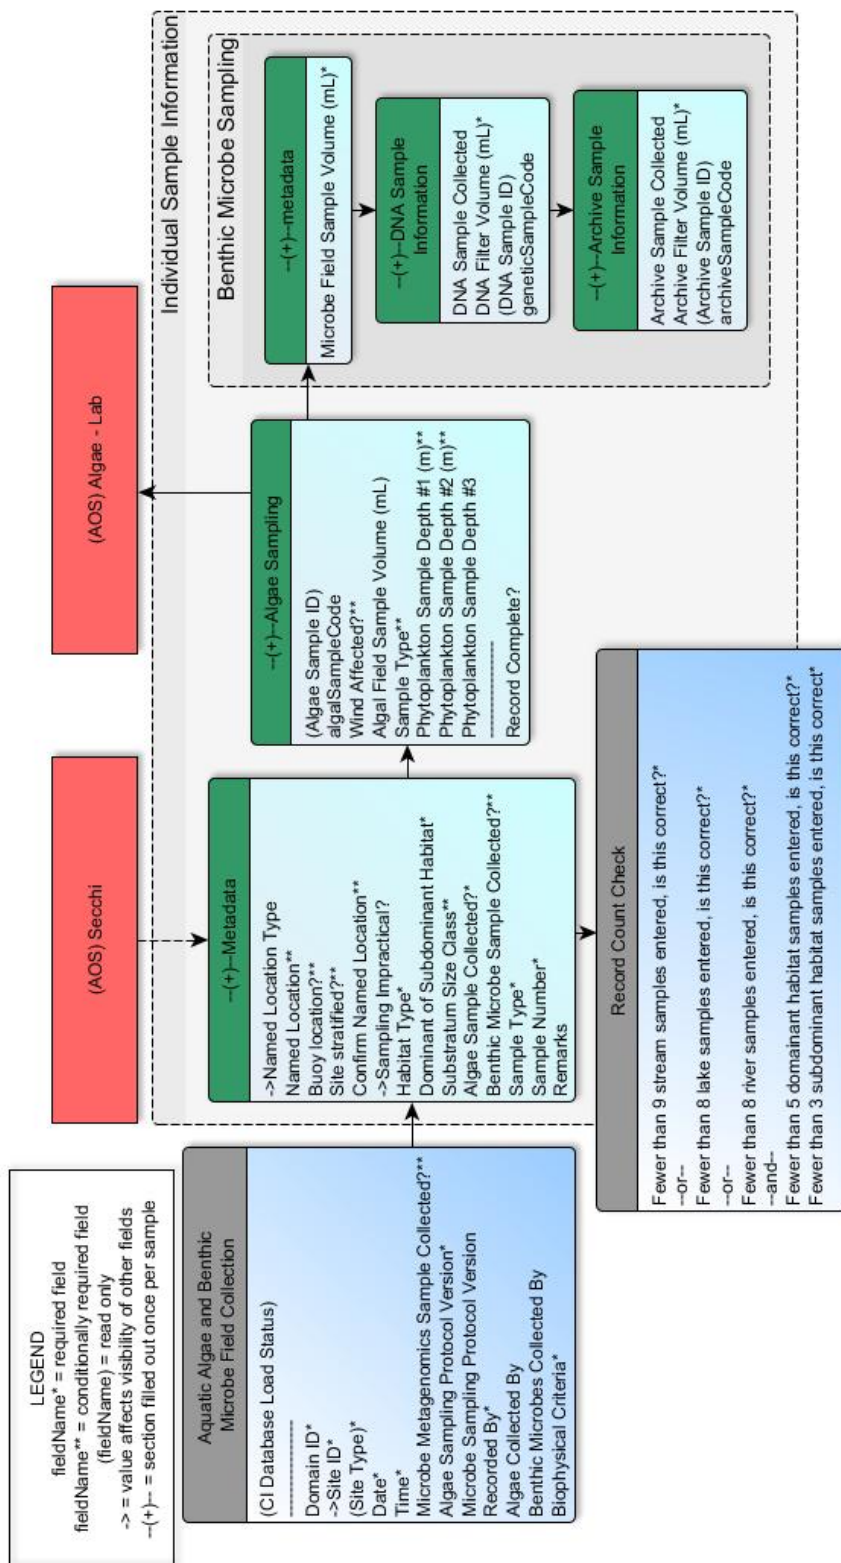 LEGEND
fieldName* = required field
fieldName** = conditionally required field
(fieldName) = read only
-> = value affects visibility of other fields
--(+)-- = section filled out once per sample
(AOS) Secchi
(AOS) Algae - Lab
Individual Sample Information
Aquatic Algae and Benthic
Microbe Field Collection
(CI Database Load Status)
---------------
Domain ID*
->Site ID*
(Site Type)*
Date*
Time*
Microbe Metagenomics Sample Collected?**
Algae Sampling Protocol Version*
Microbe Sampling Protocol Version
Recorded By*
Algae Collected By
Benthic Microbes Collected By
Biophysical Criteria*
--(+)--Metadata
->Named Location Type
Named Location**
Buoy location?**
Site stratified?**
Confirm Named Location**
->Sampling Impractical?
Habitat Type*
Dominant of Subdominant Habitat*
Substratum Size Class**
Algae Sample Collected?*
Benthic Microbe Sample Collected?**
Sample Type*
Sample Number*
Remarks
--(+)--Algae Sampling
(Algae Sample ID)
algalSampleCode
Wind Affected?**
Algal Field Sample Volume (mL)
Sample Type**
Phytoplankton Sample Depth #1 (m)**
Phytoplankton Sample Depth #2 (m)**
Phytoplankton Sample Depth #3
---------------
Record Complete?
Benthic Microbe Sampling
--(+)--metadata
Microbe Field Sample Volume (mL)*
--(+)--DNA Sample
Information
DNA Sample Collected
DNA Filter Volume (mL)*
(DNA Sample ID)
geneticSampleCode
--(+)--Archive Sample
Information
Archive Sample Collected
Archive Filter Volume (mL)*
(Archive Sample ID)
archiveSampleCode
Record Count Check
Fewer than 9 stream samples entered, is this correct?*
--or--
Fewer than 8 lake samples entered, is this correct?*
--or--
Fewer than 8 river samples entered, is this correct?*
--and--
Fewer than 5 domainant habitat samples entered, is this correct?*
Fewer than 3 subdominant habitat samples entered, is this correct*